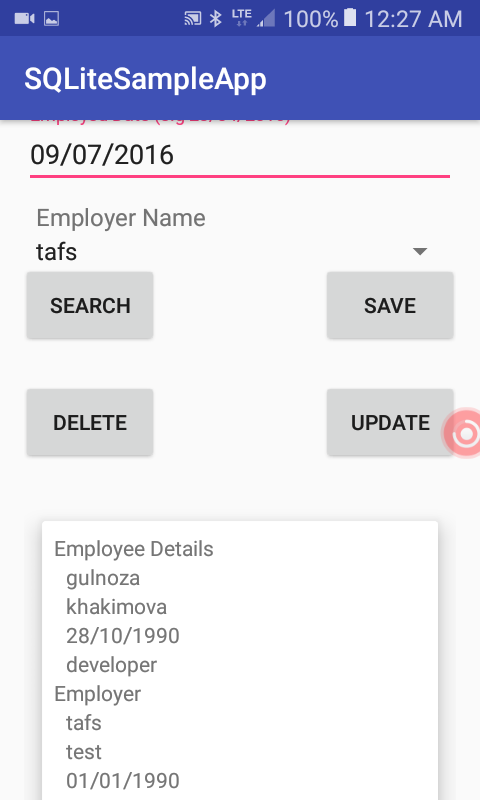 LTE 100% 12:27 AM
SQLiteSampleApp
09/07/2016
Employer Name
tafs
SEARCH SAVE
DELETE UPDATE
Employee Details
gulnoza
khakimova
28/10/1990
developer
Employer
tafs
test
01/01/1990